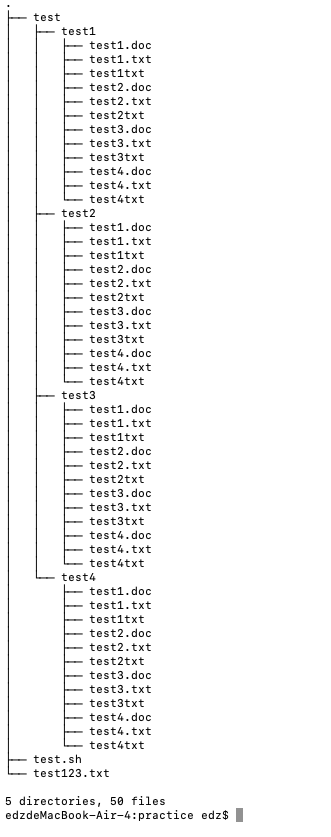 .
├── test
│   ├── test1
│   │   ├── test1.doc
│   │   ├── test1.txt
│   │   ├── test1txt
│   │   ├── test2.doc
│   │   ├── test2.txt
│   │   ├── test2txt
│   │   ├── test3.doc
│   │   ├── test3.txt
│   │   ├── test3txt
│   │   ├── test4.doc
│   │   ├── test4.txt
│   │   └── test4txt
│   ├── test2
│   │   ├── test1.doc
│   │   ├── test1.txt
│   │   ├── test1txt
│   │   ├── test2.doc
│   │   ├── test2.txt
│   │   ├── test2txt
│   │   ├── test3.doc
│   │   ├── test3.txt
│   │   ├── test3txt
│   │   ├── test4.doc
│   │   ├── test4.txt
│   │   └── test4txt
│   ├── test3
│   │   ├── test1.doc
│   │   ├── test1.txt
│   │   ├── test1txt
│   │   ├── test2.doc
│   │   ├── test2.txt
│   │   ├── test2txt
│   │   ├── test3.doc
│   │   ├── test3.txt
│   │   ├── test3txt
│   │   ├── test4.doc
│   │   ├── test4.txt
│   │   └── test4txt
│   └── test4
│       ├── test1.doc
│       ├── test1.txt
│       ├── test1txt
│       ├── test2.doc
│       ├── test2.txt
│       ├── test2txt
│       ├── test3.doc
│       ├── test3.txt
│       ├── test3txt
│       ├── test4.doc
│       ├── test4.txt
│       └── test4txt
├── test.sh
└── test123.txt
5 directories, 50 files
edzdeMacBook-Air-4:practice edz$